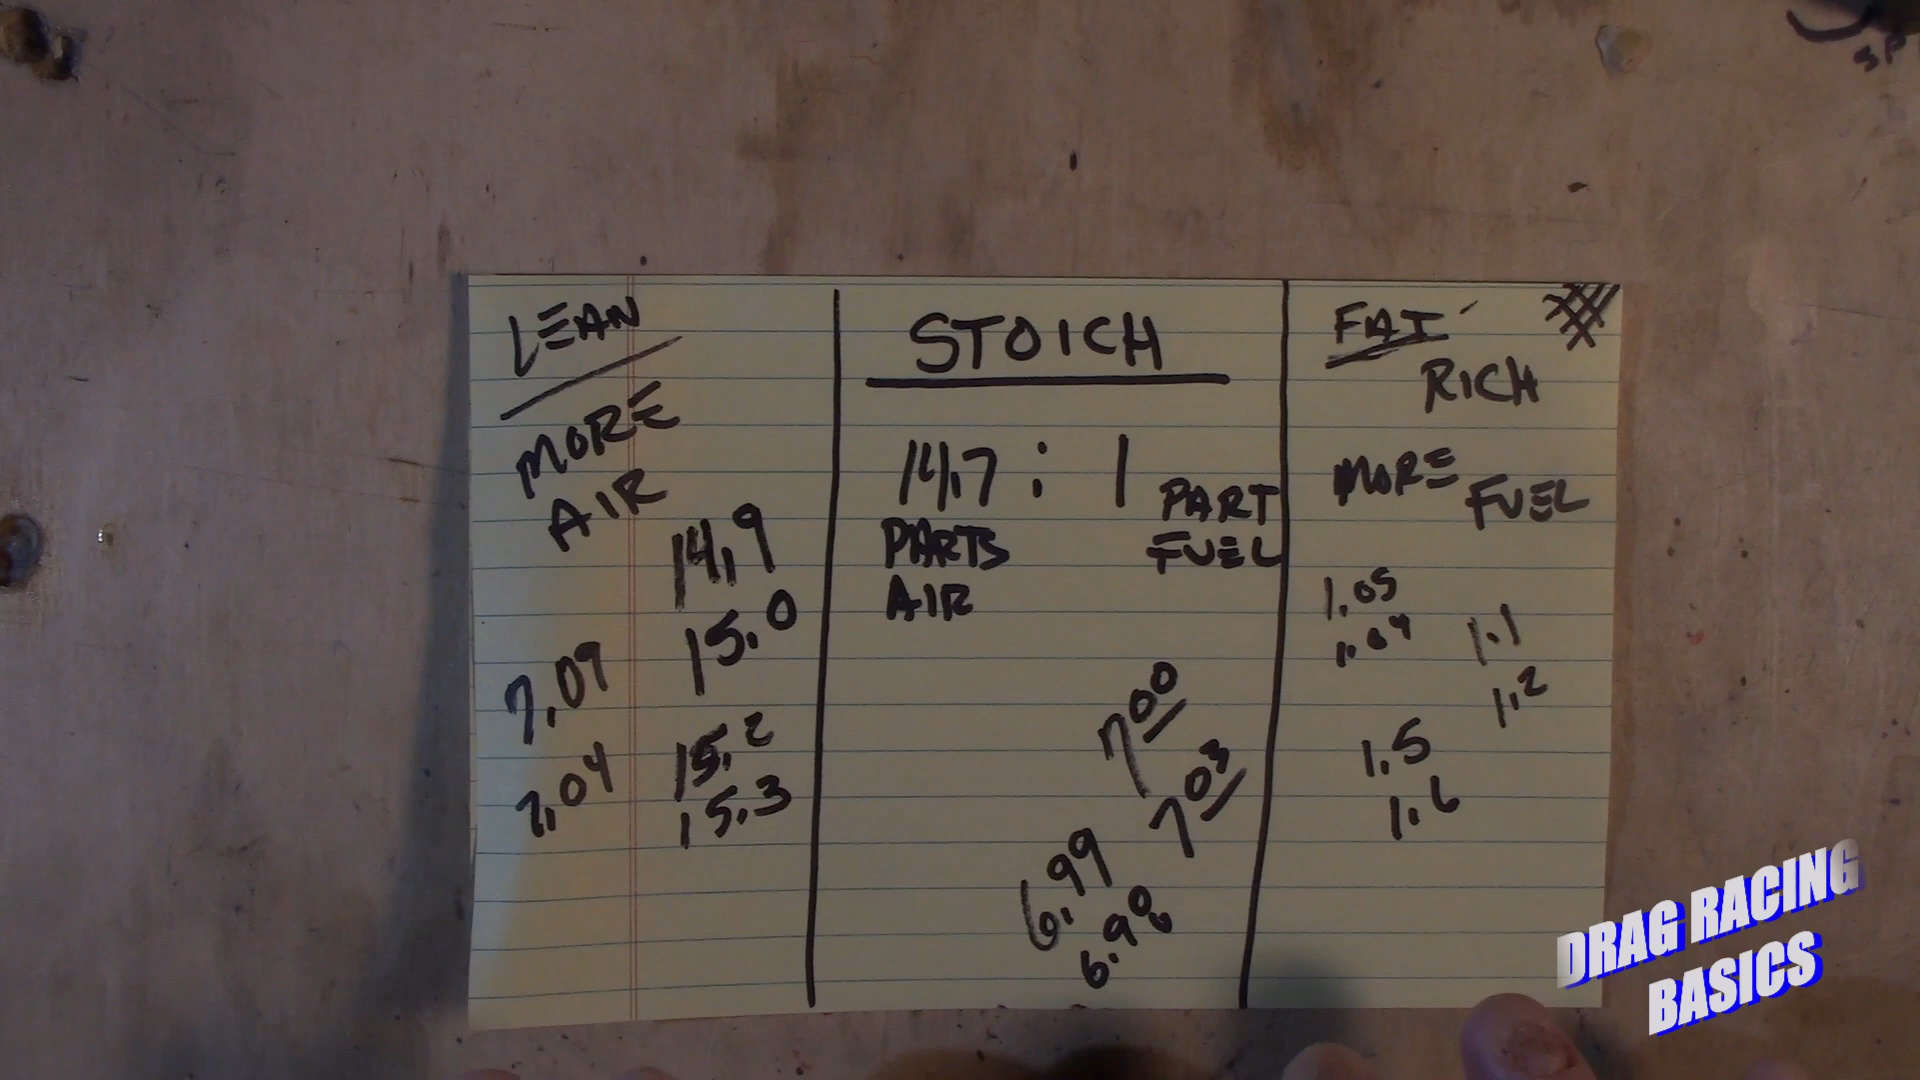 LEAN
MORE
AIR
14.9
15.0
7.09
15.2
7.04
15.3
STOICH
14.7 : 1
PART
PARTS
FUEL
AIR
7.00
7.03
6.99
FAT
RICH
MORE
FUEL
1.05
1.04
1.1
1.2
1.5
1.6
DRAG RACING
BASICS